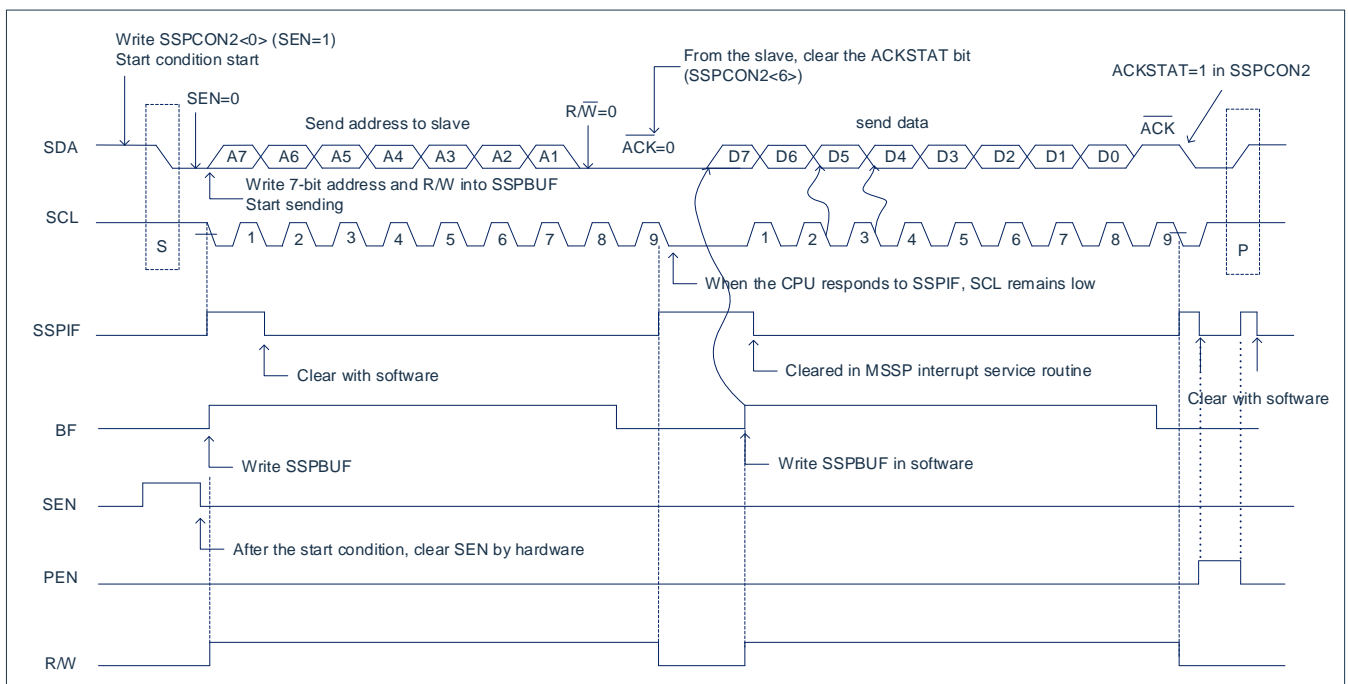 Write SSPCON2<0> (SEN=1)
Start condition start
From the slave, clear the ACKSTAT bit
(SSPCON2<6>)
ACKSTAT=1 in SSPCON2
SEN=0
Send address to slave
R/W̅=0
A̅C̅K̅=0
send data
A̅C̅K̅
SDA
A7 A6 A5 A4 A3 A2 A1
D7 D6 D5 D4 D3 D2 D1 D0
Write 7-bit address and R/W into SSPBUF
Start sending
SCL
S
1 2 3 4 5 6 7 8 9
1 2 3 4 5 6 7 8 9
P
When the CPU responds to SSPIF, SCL remains low
SSPIF
Clear with software
Cleared in MSSP interrupt service routine
Clear with software
BF
Write SSPBUF
Write SSPBUF in software
SEN
After the start condition, clear SEN by hardware
PEN
R/W